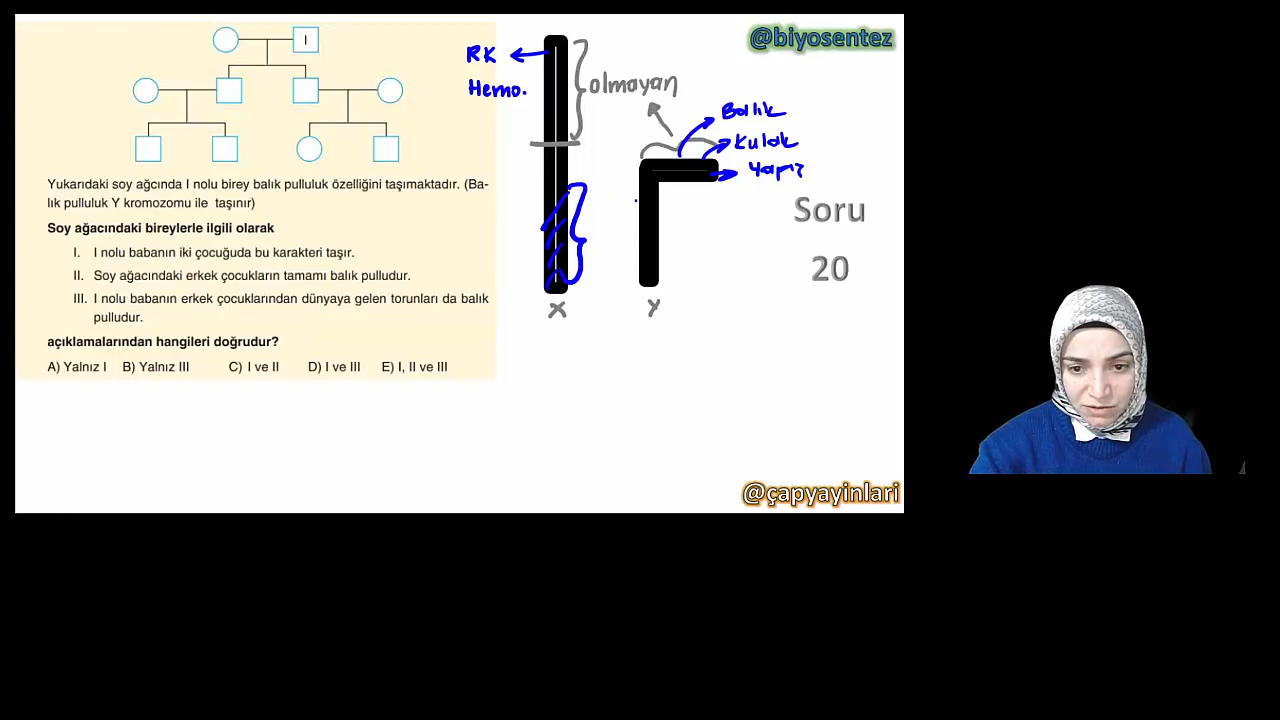 I
Yukarıdaki soy ağcında I nolu birey balık pulluluk özelliğini taşımaktadır. (Ba-
lık pulluluk Y kromozomu ile taşınır)
Soy ağacındaki bireylerle ilgili olarak
I. I nolu babanın iki çocuğuda bu karakteri taşır.
II. Soy ağacındaki erkek çocukların tamamı balık pulludur.
III. I nolu babanın erkek çocuklarından dünyaya gelen torunları da balık
pulludur.
açıklamalarından hangileri doğrudur?
A) Yalnız I B) Yalnız III C) I ve II D) I ve III E) I, II ve III
RK
Hemo.
olmayan
Balık
Kulak
Yapış
X
Y
@biyosentez
Soru
20
@çapyayinlari